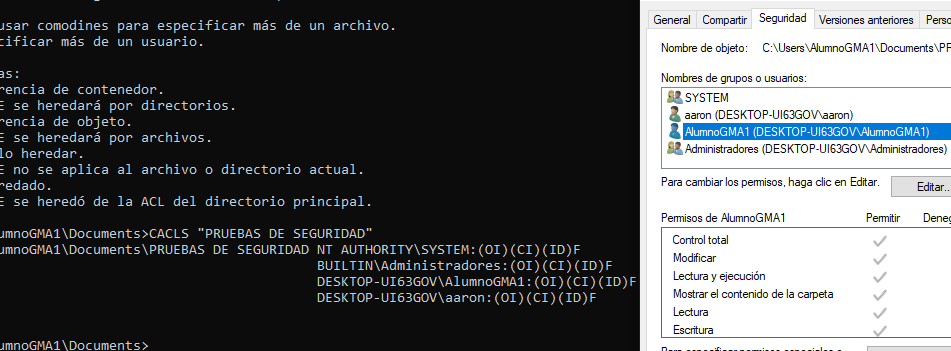 usar comodines para especificar más de un archivo.
cificar más de un usuario.
as:
rencia de contenedor.
E se heredará por directorios.
rencia de objeto.
E se heredará por archivos.
lo heredar.
E no se aplica al archivo o directorio actual.
redado.
E se heredó de la ACL del directorio principal.
umnoGMA1\Documents>CACLS "PRUEBAS DE SEGURIDAD"
umnoGMA1\Documents\PRUEBAS DE SEGURIDAD NT AUTHORITY\SYSTEM:(OI)(CI)(ID)F
BUILTIN\Administradores:(OI)(CI)(ID)F
DESKTOP-UI63GOV\AlumnoGMA1:(OI)(CI)(ID)F
DESKTOP-UI63GOV\aaron:(OI)(CI)(ID)F
umnoGMA1\Documents>
General Compartir Seguridad Versiones anteriores Perso
Nombre de objeto: C:\Users\AlumnoGMA1\Documents\PF
Nombres de grupos o usuarios:
SYSTEM
aaron (DESKTOP-UI63GOV\aaron)
AlumnoGMA1 (DESKTOP-UI63GOV\AlumnoGMA1)
Administradores (DESKTOP-UI63GOV\Administradores)
Para cambiar los permisos, haga clic en Editar. Editar...
Permisos de AlumnoGMA1 Permitir Deneg
Control total
Modificar
Lectura y ejecución
Mostrar el contenido de la carpeta
Lectura
Escritura